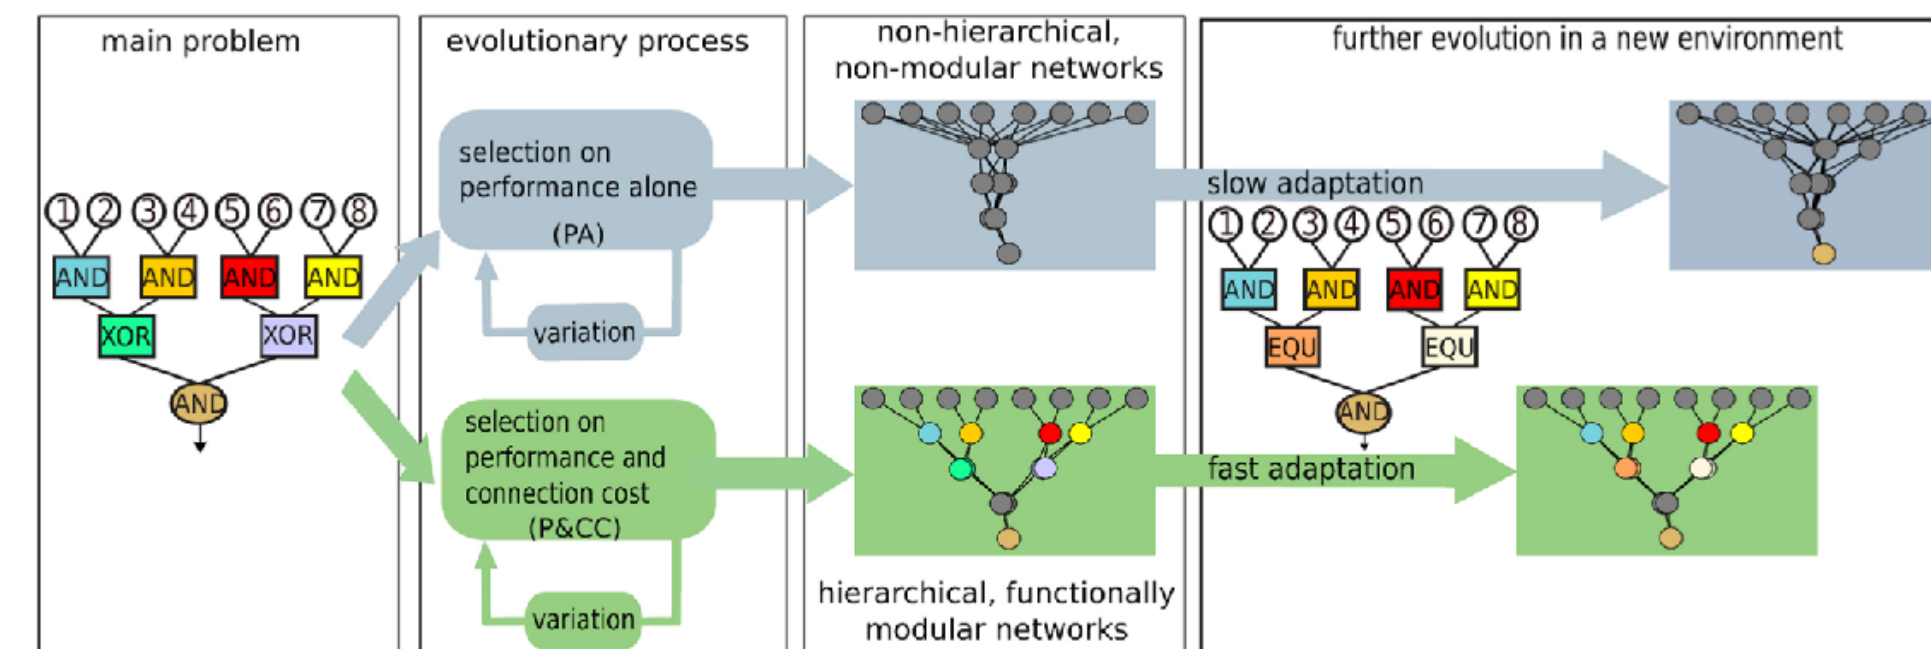 main problem
1 2 3 4 5 6 7 8
AND AND AND AND
XOR XOR
AND
evolutionary process
selection on
performance alone
(PA)
variation
selection on
performance and
connection cost
(P&CC)
variation
non-hierarchical,
non-modular networks
hierarchical, functionally
modular networks
further evolution in a new environment
slow adaptation
1 2 3 4 5 6 7 8
AND AND AND AND
EQU EQU
AND
fast adaptation